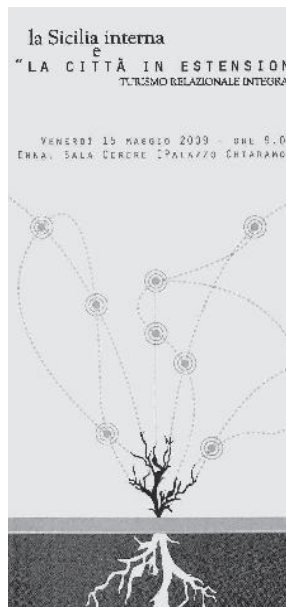 la Sicilia interna
e
“LA CITTÀ IN ESTENSION
TURISMO RELAZIONALE INTEGRA
VENERDÌ 15 MAGGIO 2009 - ORE 9.0
ENNA, SALA CERERE (PALAZZO CHIARAMO